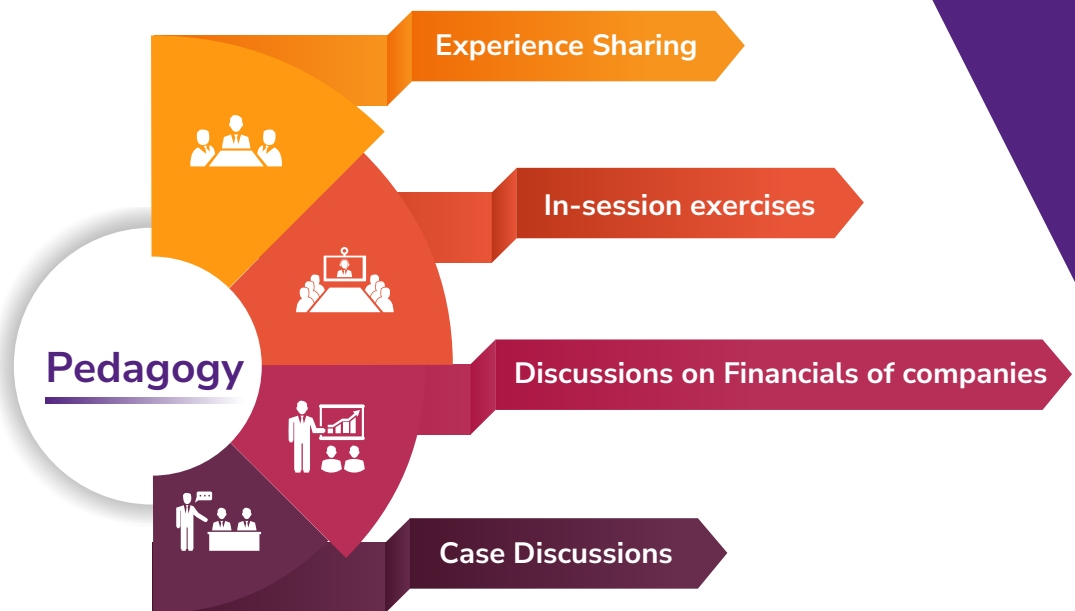 Experience Sharing
In-session exercises
Pedagogy
Discussions on Financials of companies
Case Discussions